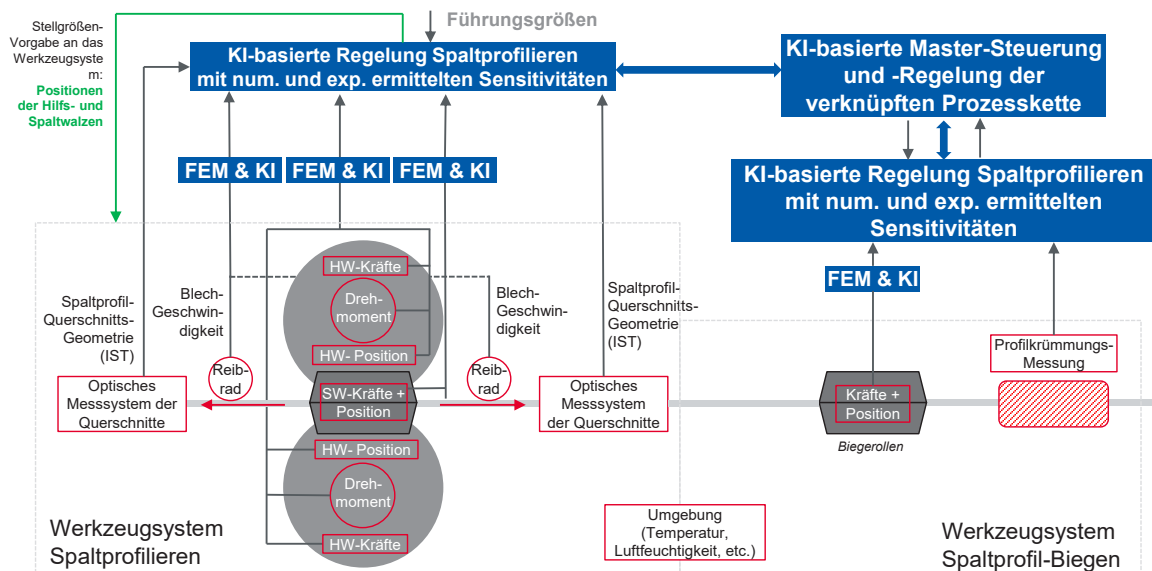 Stellgrößen-
Vorgabe an das
Werkzeugsyste
m:
Positionen
der Hilfs- und
Spaltwalzen
Führungsgrößen
KI-basierte Regelung Spaltprofilieren
mit num. und exp. ermittelten Sensitivitäten
KI-basierte Master-Steuerung
und -Regelung der
verknüpften Prozesskette
FEM & KI
FEM & KI
FEM & KI
KI-basierte Regelung Spaltprofilieren
mit num. und exp. ermittelten
Sensitivitäten
FEM & KI
Spaltprofil-
Querschnitts-
Geometrie
(IST)
Blech-
Geschwin-
digkeit
HW-Kräfte
Dreh-
moment
HW- Position
Blech-
Geschwin-
digkeit
Spaltprofil-
Querschnitts-
Geometrie
(IST)
Reib-
rad
Reib-
rad
Optisches
Messsystem der
Querschnitte
SW-Kräfte +
Position
Optisches
Messsystem
der Querschnitte
HW-Position
Dreh-
moment
HW-Kräfte
Werkzeugsystem
Spaltprofilieren
Profilkrümmungs-
Messung
Kräfte +
Position
Biegerollen
Umgebung
(Temperatur,
Luftfeuchtigkeit, etc.)
Werkzeugsystem
Spaltprofil-Biegen